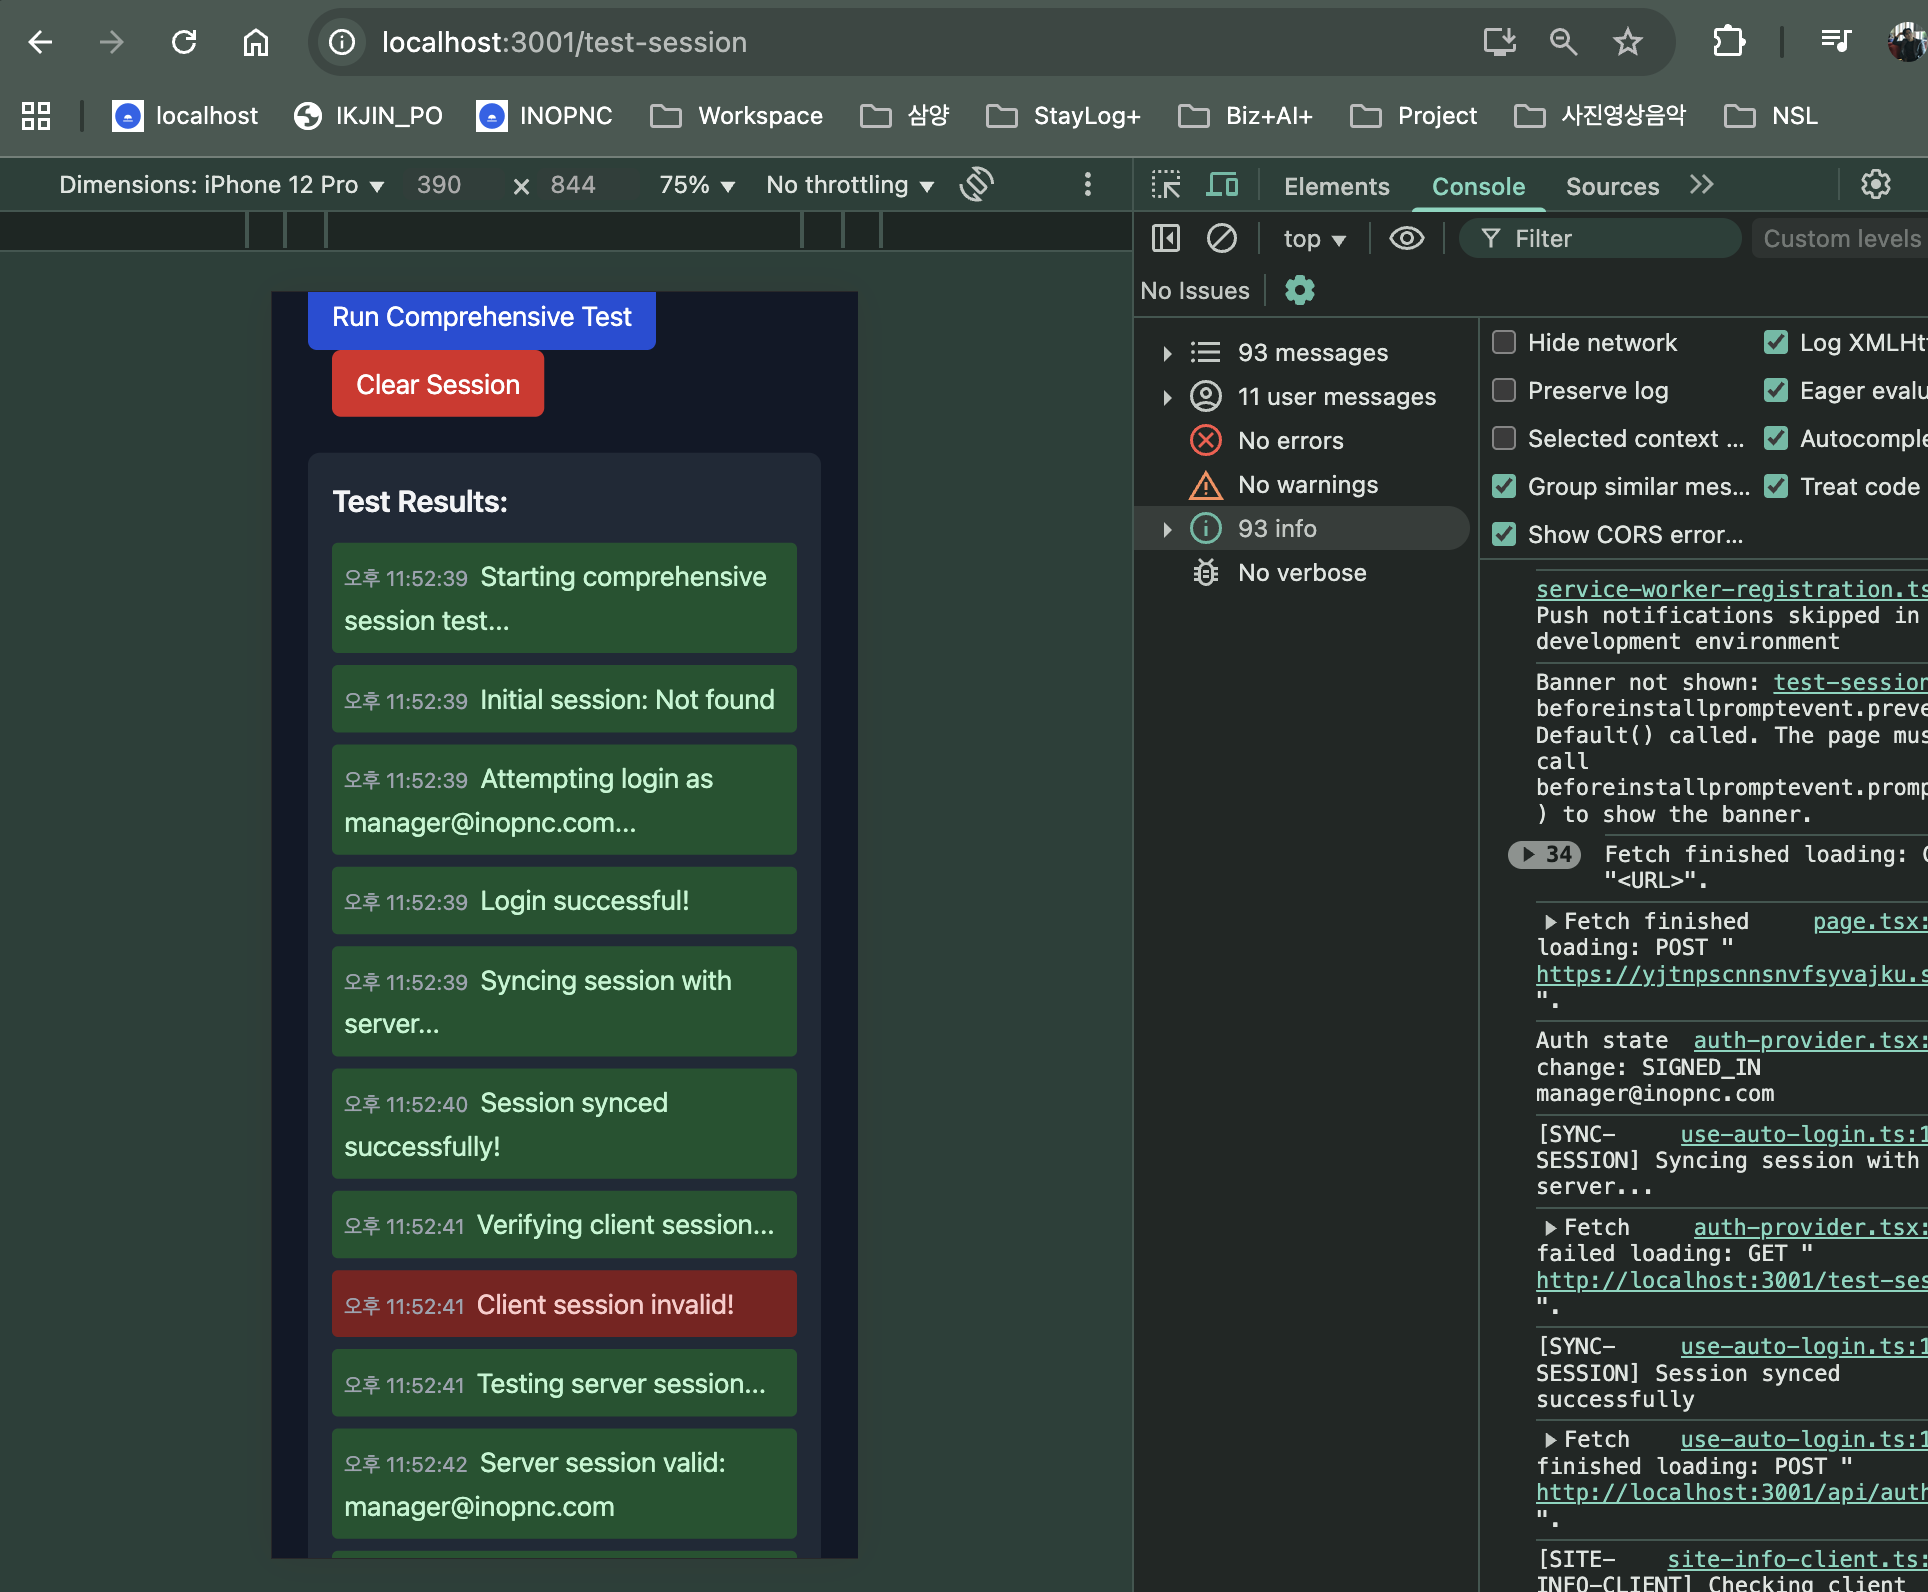 localhost:3001/test-session
localhost
IKJIN_PO
INOPNC
Workspace
삼양
StayLog+
Biz+AI+
Project
사진영상음악
NSL
Dimensions: iPhone 12 Pro ▼ 390 × 844 75% ▼ No throttling ▼
Elements Console Sources
top ▼ Filter Custom levels
No Issues
Run Comprehensive Test
Clear Session
Test Results:
오후 11:52:39 Starting comprehensive
session test...
오후 11:52:39 Initial session: Not found
오후 11:52:39 Attempting login as
manager@inopnc.com...
오후 11:52:39 Login successful!
오후 11:52:39 Syncing session with
server...
오후 11:52:40 Session synced
successfully!
오후 11:52:41 Verifying client session...
오후 11:52:41 Client session invalid!
오후 11:52:41 Testing server session...
오후 11:52:42 Server session valid:
manager@inopnc.com
93 messages
11 user messages
No errors
No warnings
93 info
No verbose
Hide network Log XMLHt
Preserve log Eager evalu
Selected context ... Autocomple
Group similar mes... Treat code
Show CORS error...
service-worker-registration.ts
Push notifications skipped in
development environment
Banner not shown: test-session
beforeinstallpromptevent.preve
Default() called. The page mus
call
beforeinstallpromptevent.promp
) to show the banner.
34 Fetch finished loading:
"<URL>".
Fetch finished page.tsx:
loading: POST "
https://yjtnpscnnsnvfsyvajku.s
".
Auth state auth-provider.tsx:
change: SIGNED_IN
manager@inopnc.com
[SYNC- use-auto-login.ts:1
SESSION] Syncing session with
server...
Fetch auth-provider.tsx:
failed loading: GET "
http://localhost:3001/test-ses
".
[SYNC- use-auto-login.ts:1
SESSION] Session synced
successfully
Fetch use-auto-login.ts:1
finished loading: POST "
http://localhost:3001/api/auth
".
[SITE- site-info-client.ts:
INFO-CLIENT] Checking client